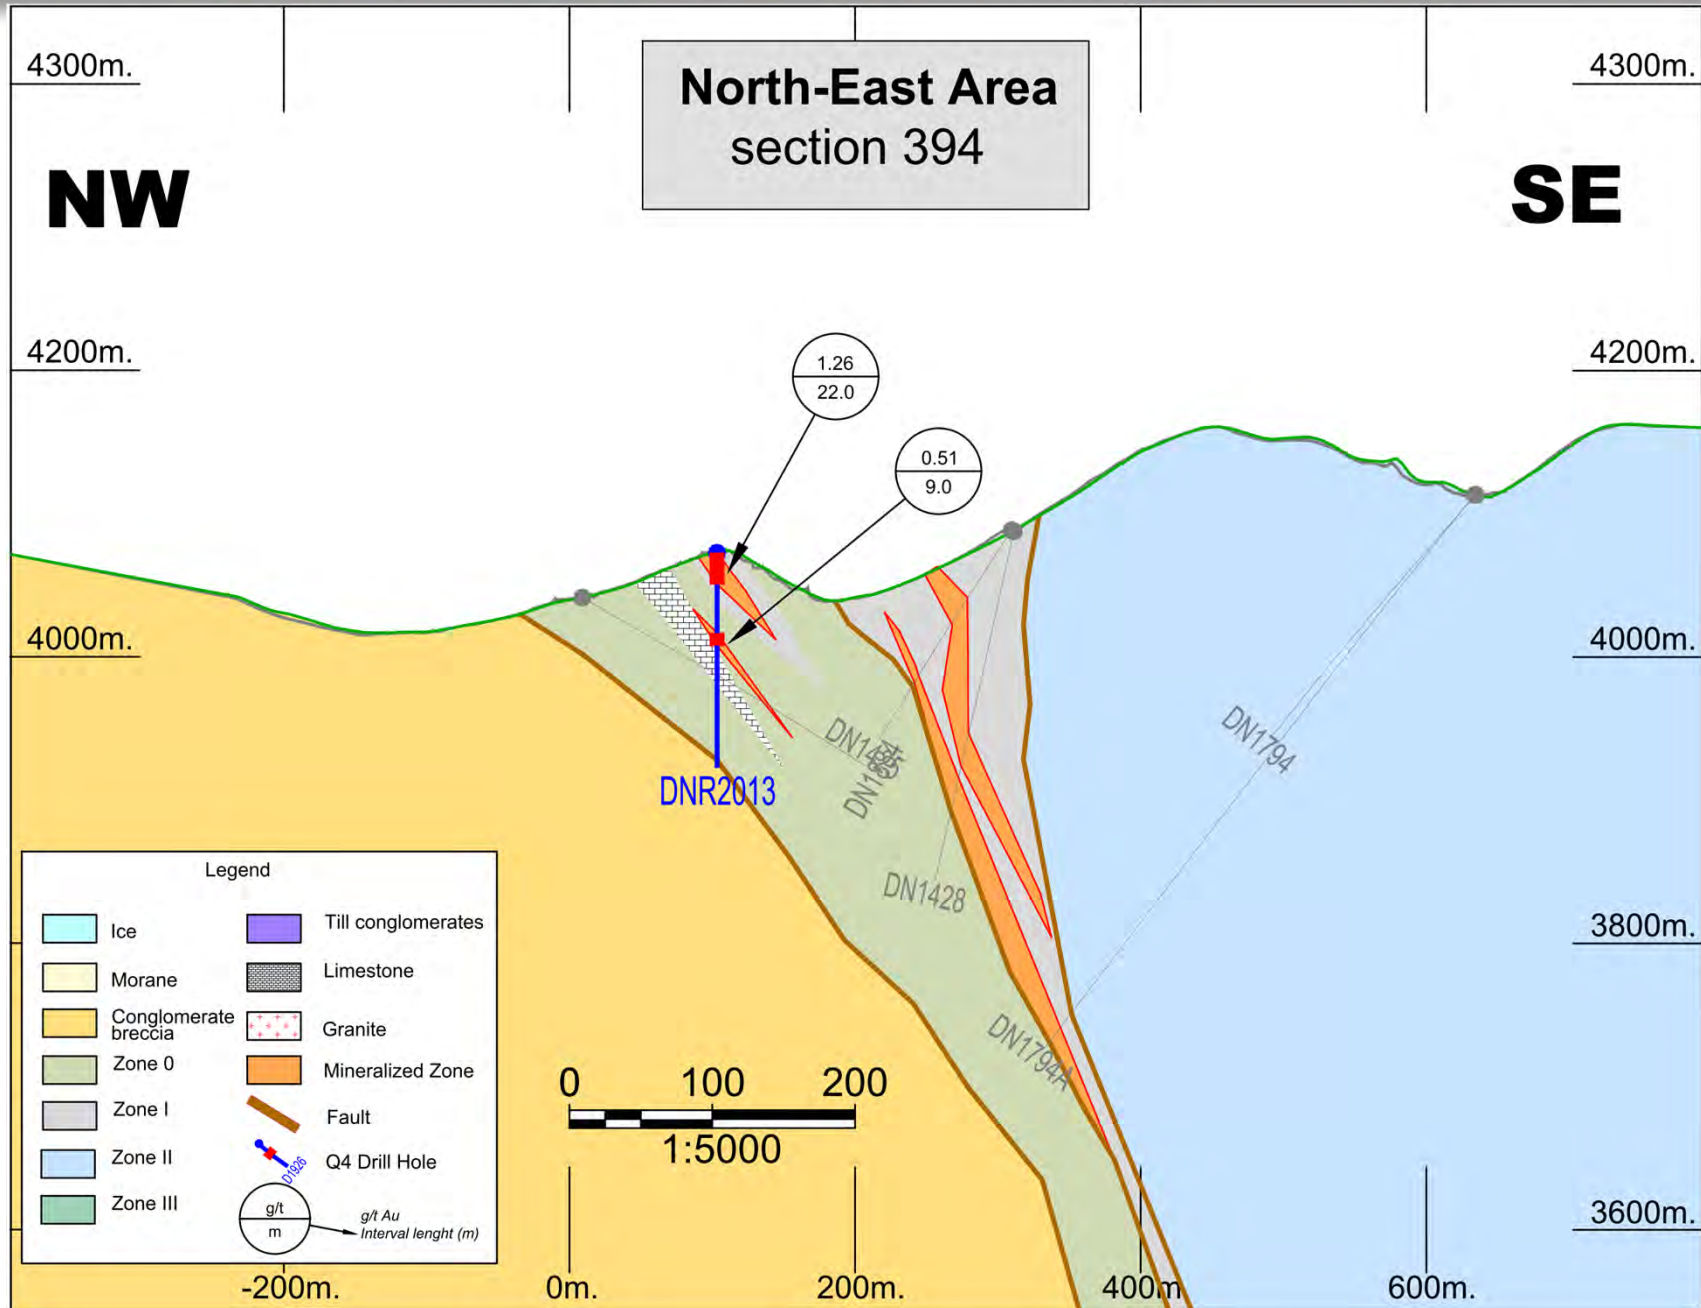 4300m.
4300m.
North-East Area
section 394
NW
SE
4200m.
4200m.
1.26
22.0
0.51
9.0
4000m.
4000m.
DN1794
DNR2013
DN1428
3800m.
DN1794A
3600m.
Legend
Ice
Till conglomerates
Morane
Limestone
Conglomerate
breccia
Granite
Zone 0
Mineralized Zone
Zone I
Fault
Zone II
D1926
Q4 Drill Hole
Zone III
g/t
m
g/t Au
Interval lenght (m)
0 100 200
1:5000
-200m.
0m.
200m.
400m
600m.